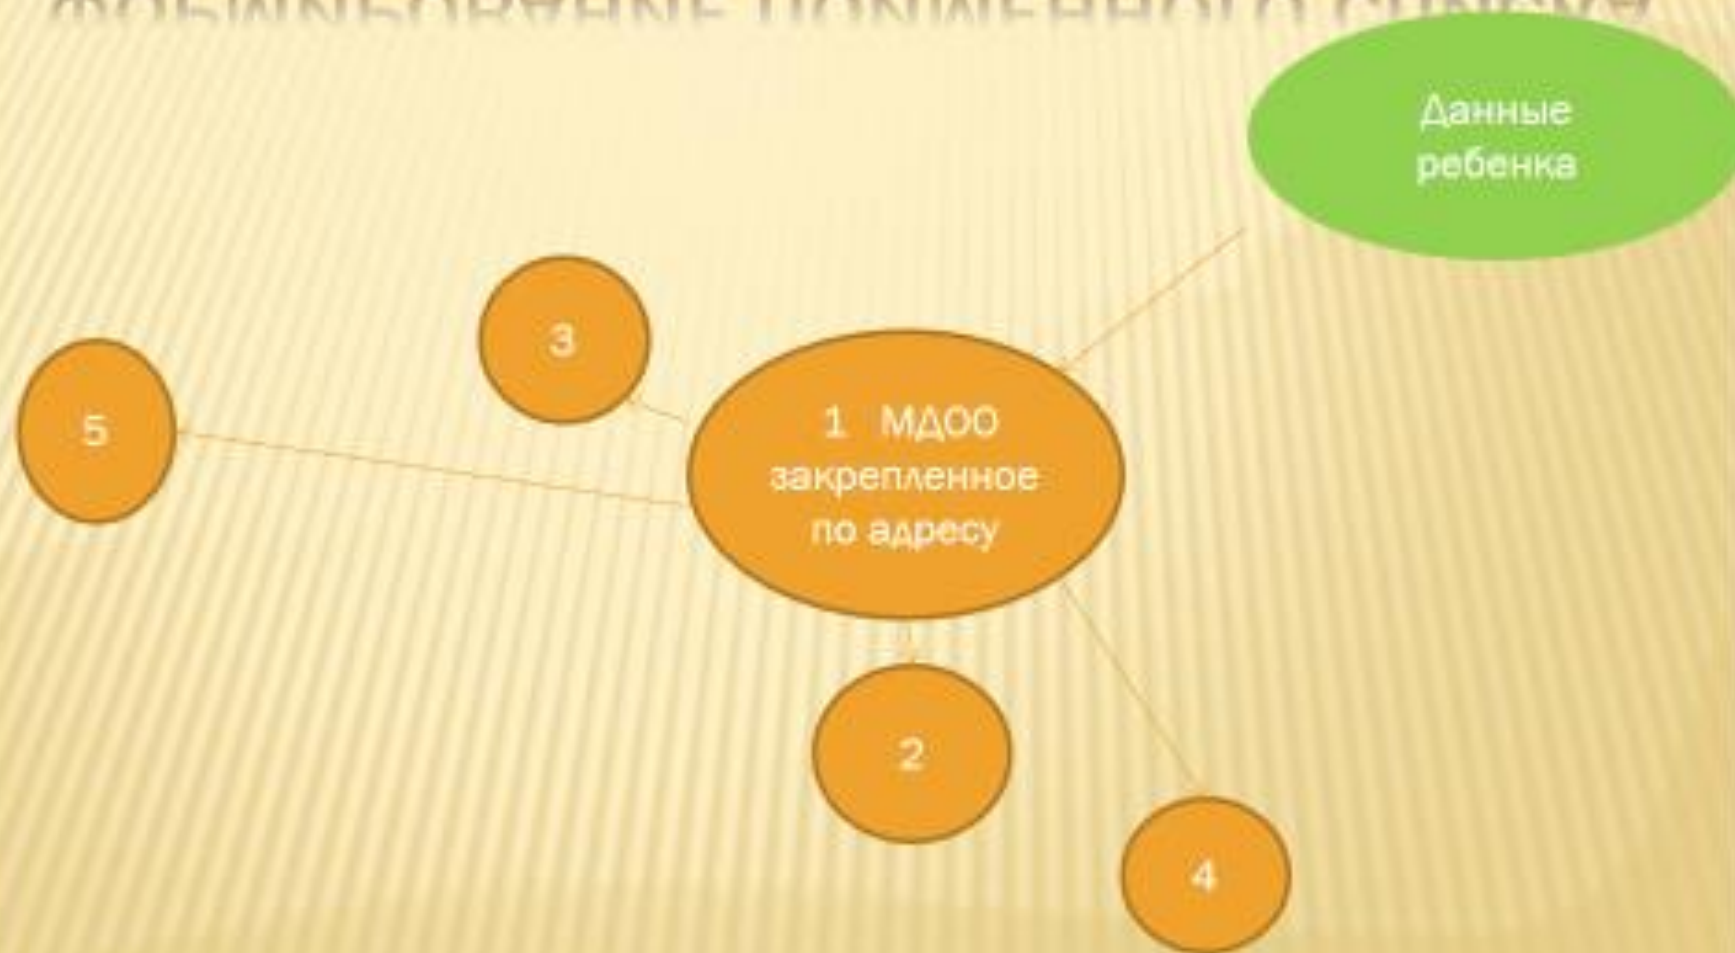 Данные
ребенка
3
5
1 МДОО
закрепленное
по адресу
2
4